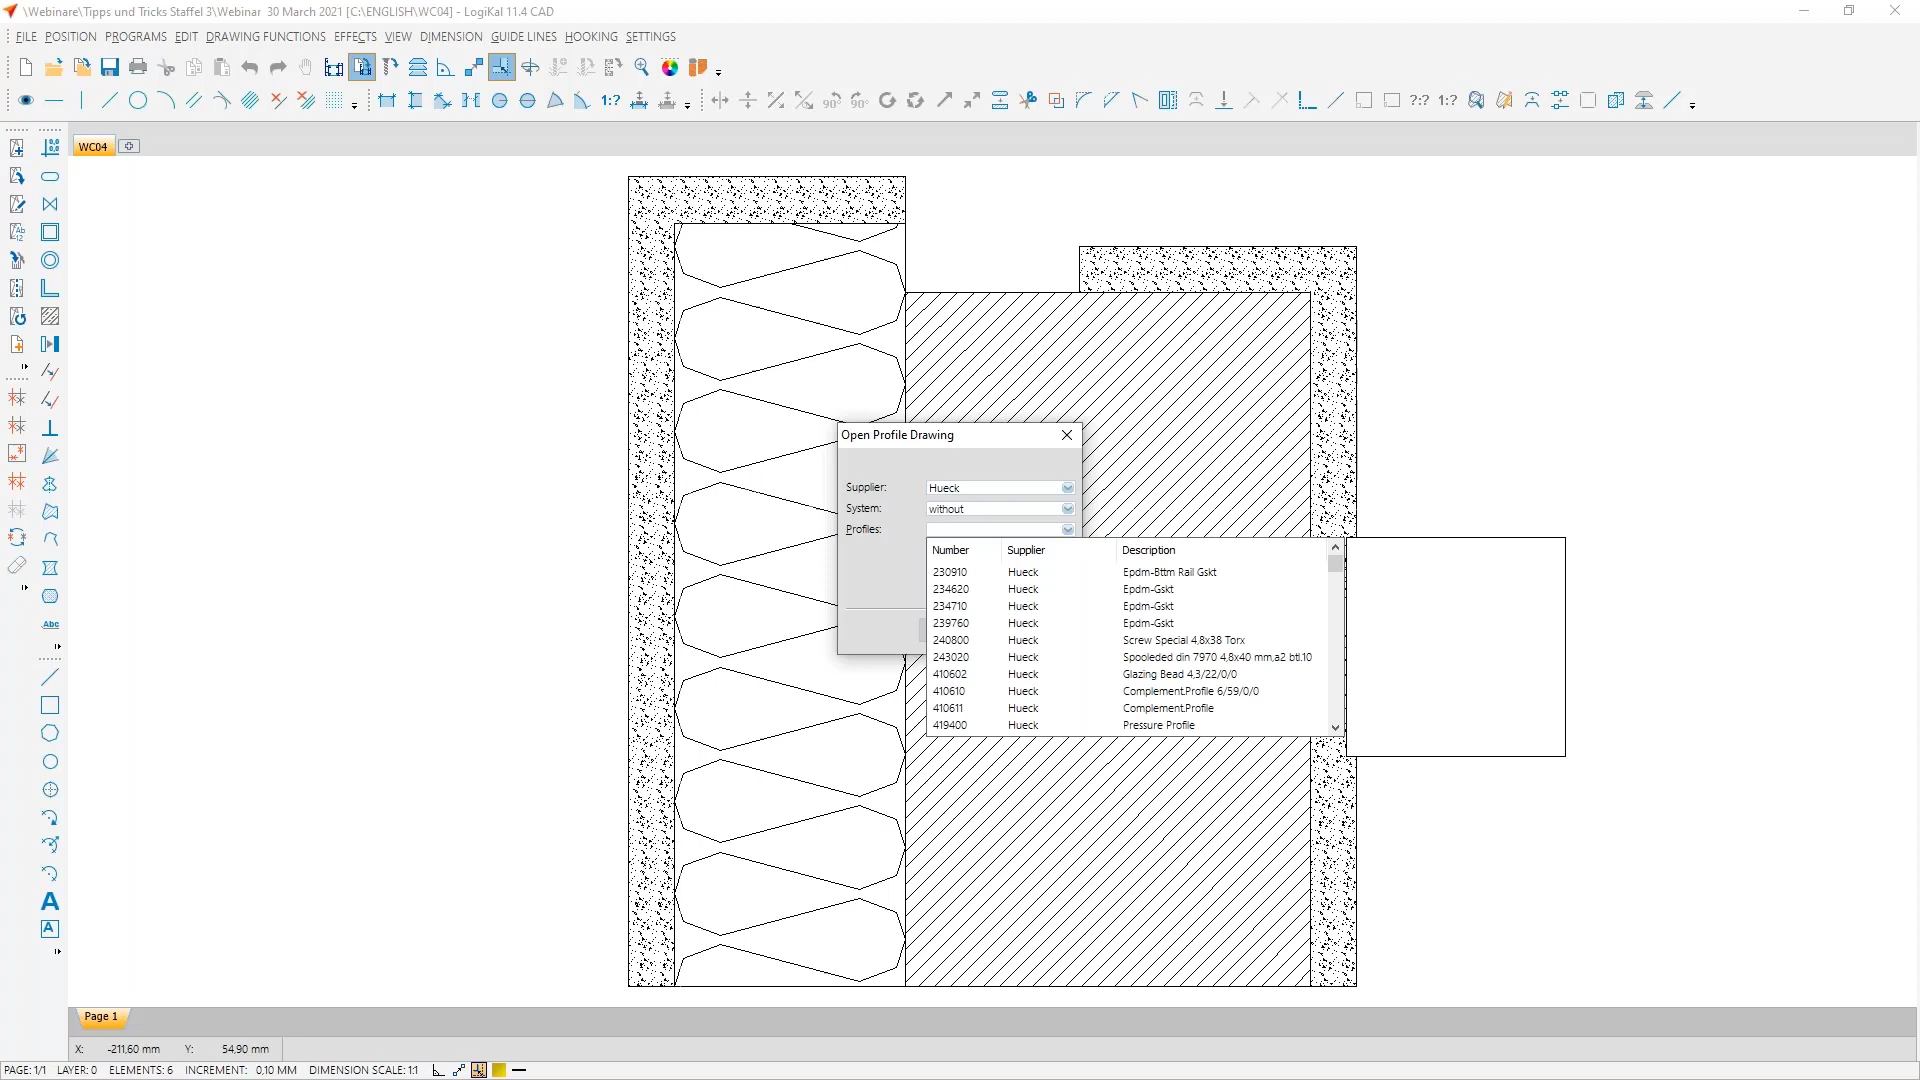 \Webinare\Tipps und Tricks Staffel 3\Webinar  30 March 2021 [C:\ENGLISH\WC04] - LogiKal 11.4 CAD
FILE POSITION PROGRAMS EDIT DRAWING FUNCTIONS EFFECTS VIEW DIMENSION GUIDE LINES HOOKING SETTINGS
1:? 90° 90° ?:? 1:?
WC04
Open Profile Drawing
Supplier: Hueck
System: without
Profiles:
Number Supplier Description
230910 Hueck Epdm-Bttm Rail Gskt
234620 Hueck Epdm-Gskt
234710 Hueck Epdm-Gskt
239760 Hueck Epdm-Gskt
240800 Hueck Screw Special 4,8x38 Torx
243020 Hueck Spooleded din 7970 4,8x40 mm,a2 btl.10
410602 Hueck Glazing Bead 4,3/22/0/0
410610 Hueck Complement.Profile 6/59/0/0
410611 Hueck Complement.Profile
419400 Hueck Pressure Profile
Abc
A
A
Page 1
X: -211,60 mm Y: 54,90 mm
PAGE: 1/1 LAYER: 0 ELEMENTS: 6 INCREMENT: 0,10 MM DIMENSION SCALE: 1:1